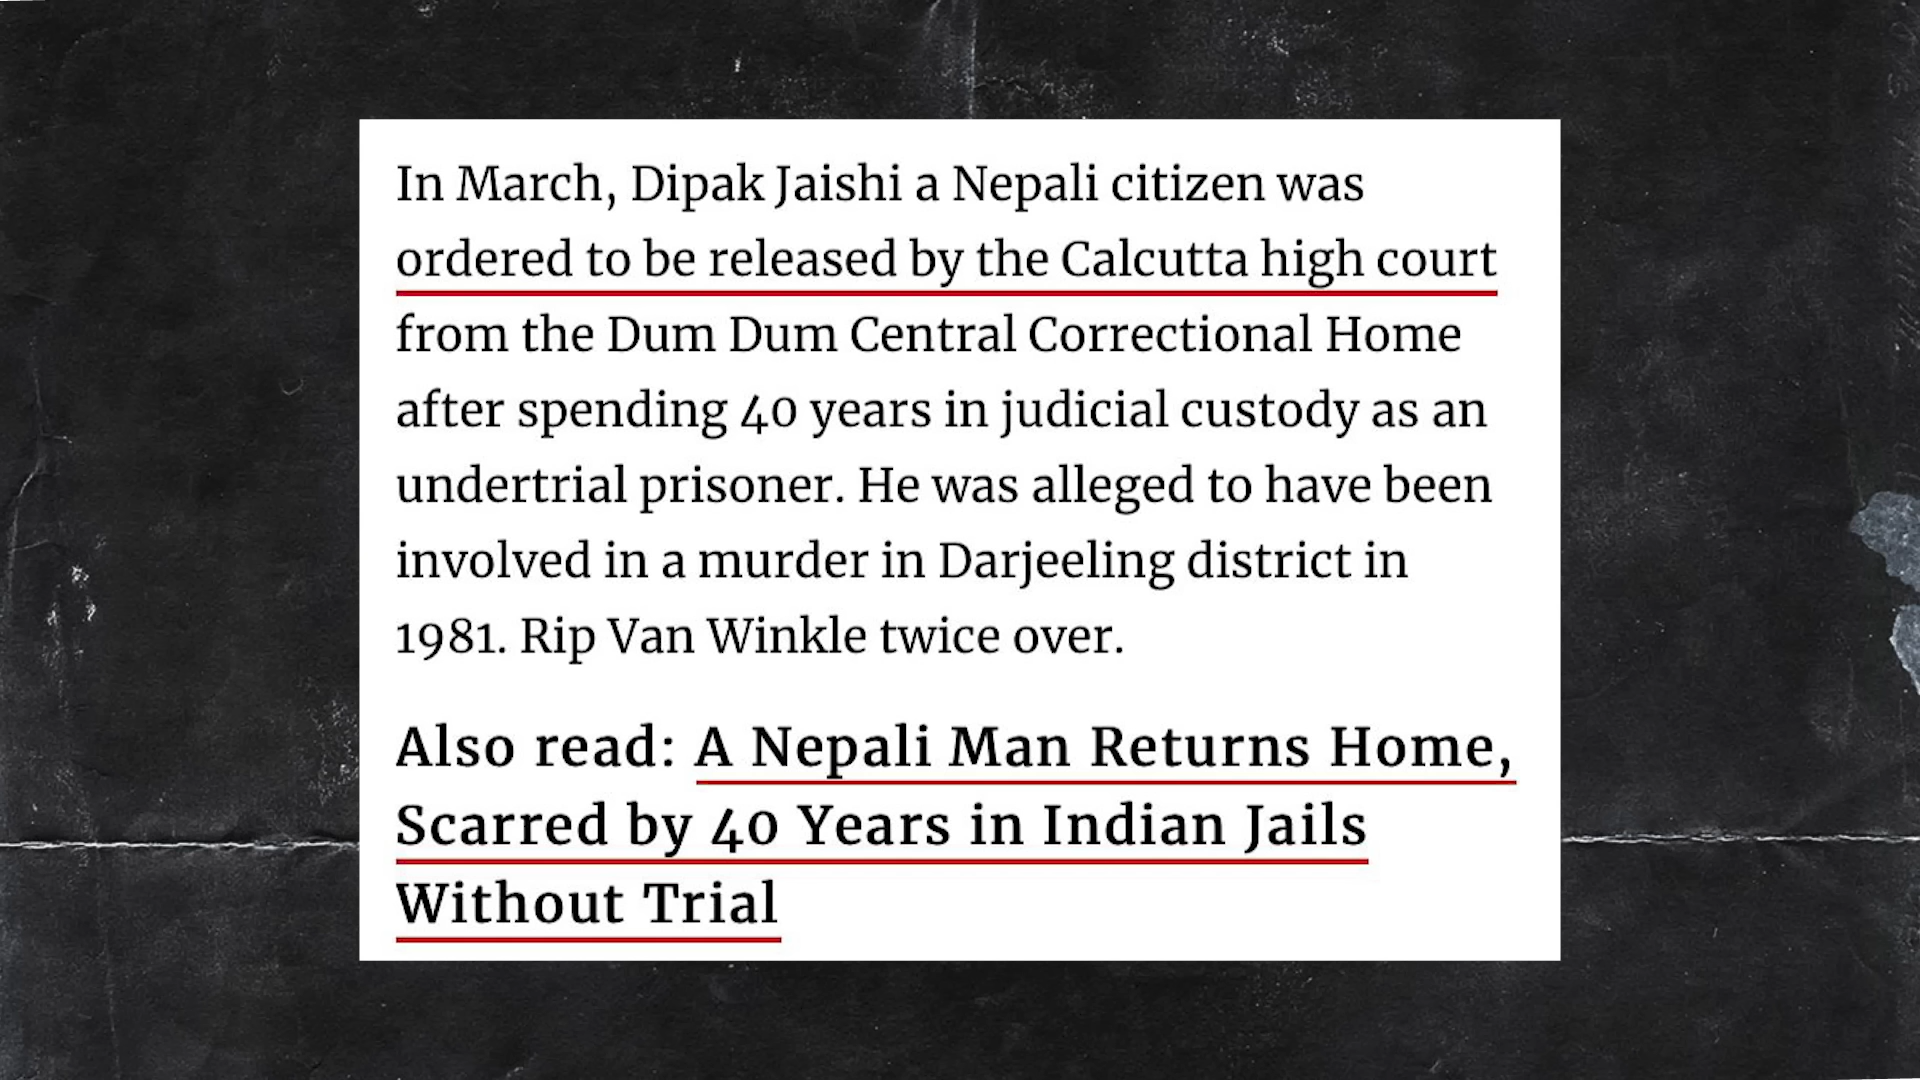 In March, Dipak Jaishi a Nepali citizen was
ordered to be released by the Calcutta high court
from the Dum Dum Central Correctional Home
after spending 40 years in judicial custody as an
undertrial prisoner. He was alleged to have been
involved in a murder in Darjeeling district in
1981. Rip Van Winkle twice over.
Also read: A Nepali Man Returns Home,
Scarred by 40 Years in Indian Jails
Without Trial